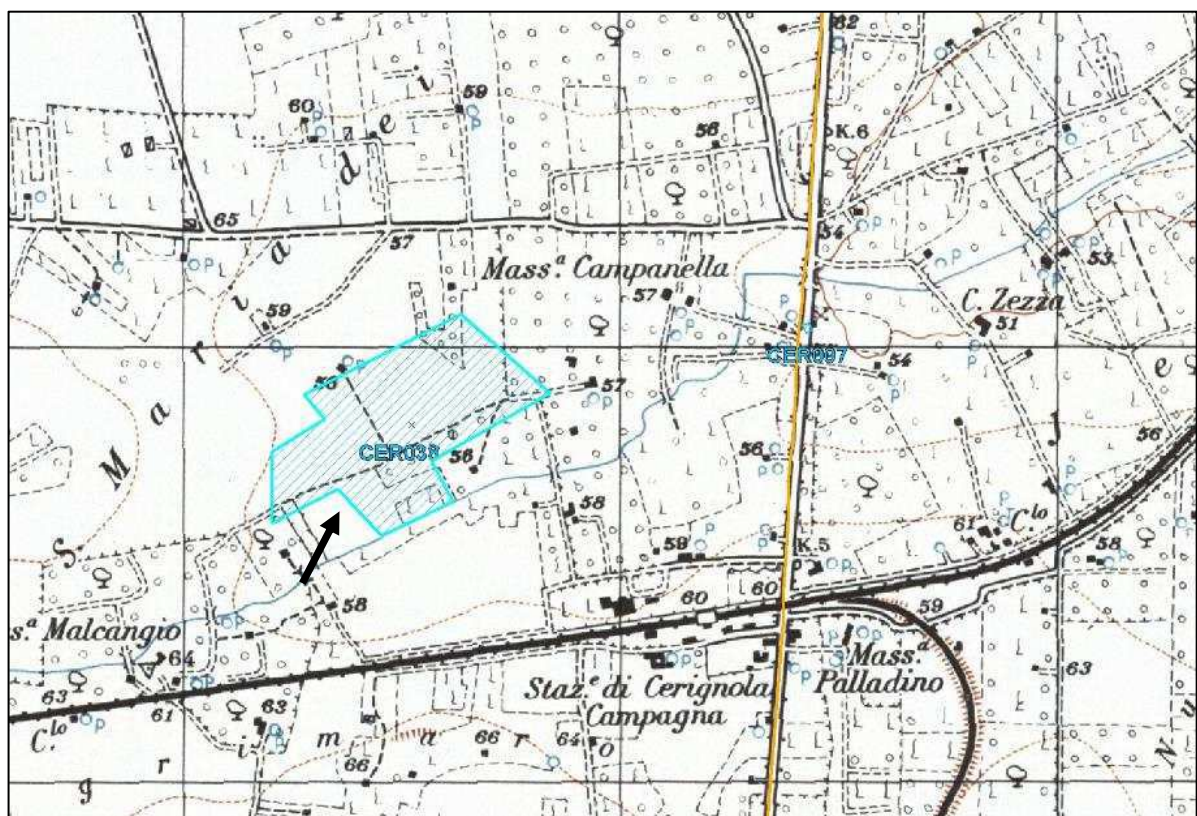 62
60
59
P
P
d e i
56
K.6
65
57
54
P
P
Mass.ª Campanella
57
53
59
P
r i a
C. Zezza
51
P
CER097
54
P
S. M a
57
P
CER038
56
56
P
56
58
61
C.lo
58
P
59
P
59
K.5
58
60
60
59
s.ª Malcangio
64
P
P
Mass.ª
Palladino
63
Staz.e di Cerignola
Campagna
63
61
63
C.lo
P
i m a r
66
64
o
66
g r